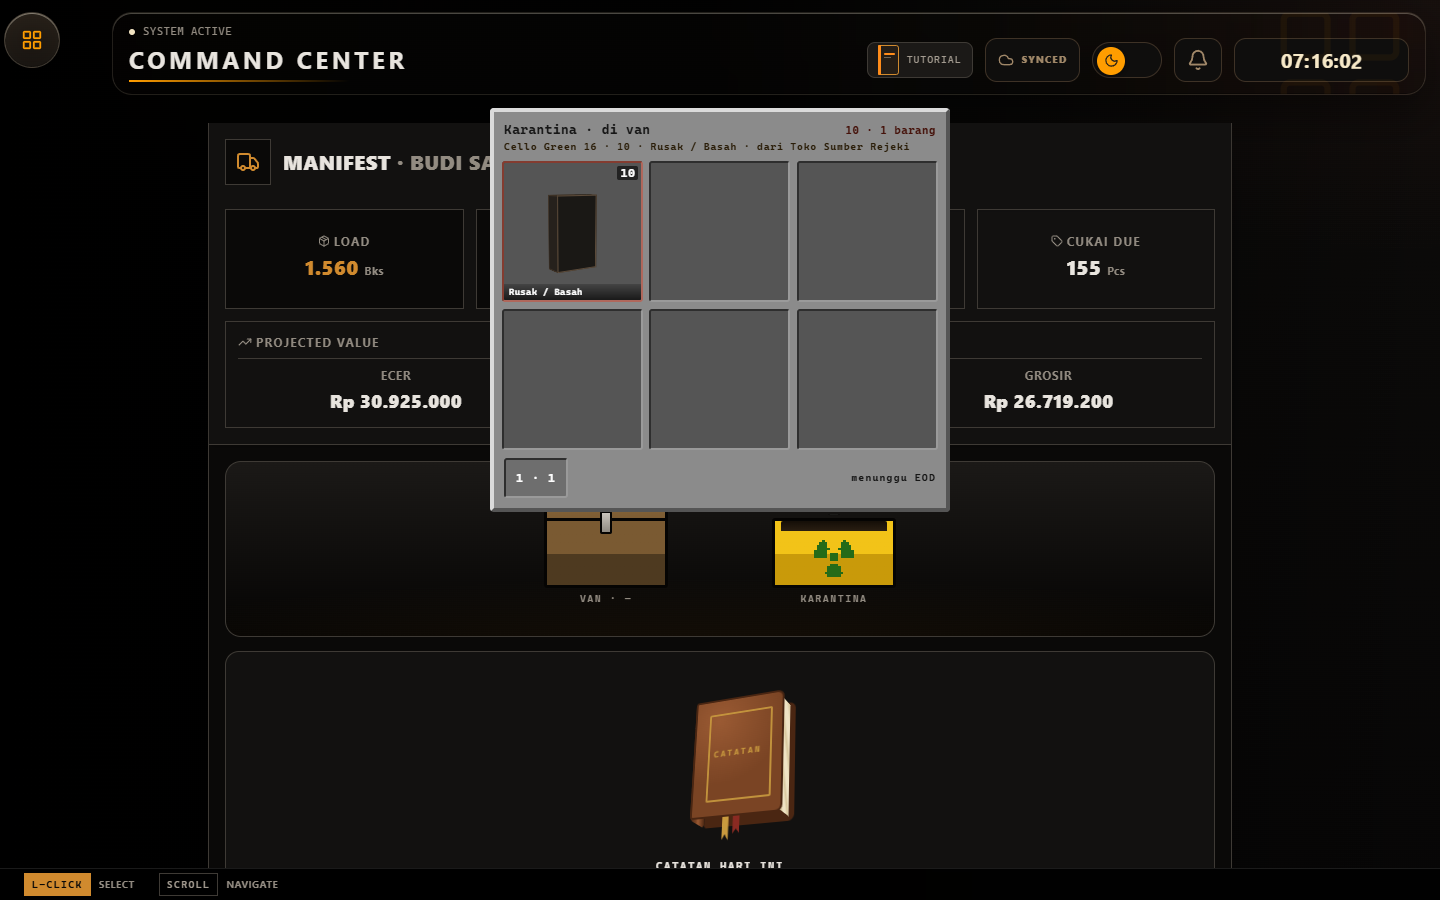 SYSTEM ACTIVE
COMMAND CENTER
TUTORIAL
SYNCED
07:16:02
MANIFEST · BUDI SA
Karantina · di van
10 · 1 barang
Cello Green 16 · 10 · Rusak / Basah · dari Toko Sumber Rejeki
10
Rusak / Basah
1 · 1
menunggu EOD
LOAD
1.560 Bks
CUKAI DUE
155 Pcs
PROJECTED VALUE
ECER
Rp 30.925.000
GROSIR
Rp 26.719.200
VAN · —
KARANTINA
CATATAN
CATATAN HARI INI
L-CLICK SELECT
SCROLL NAVIGATE